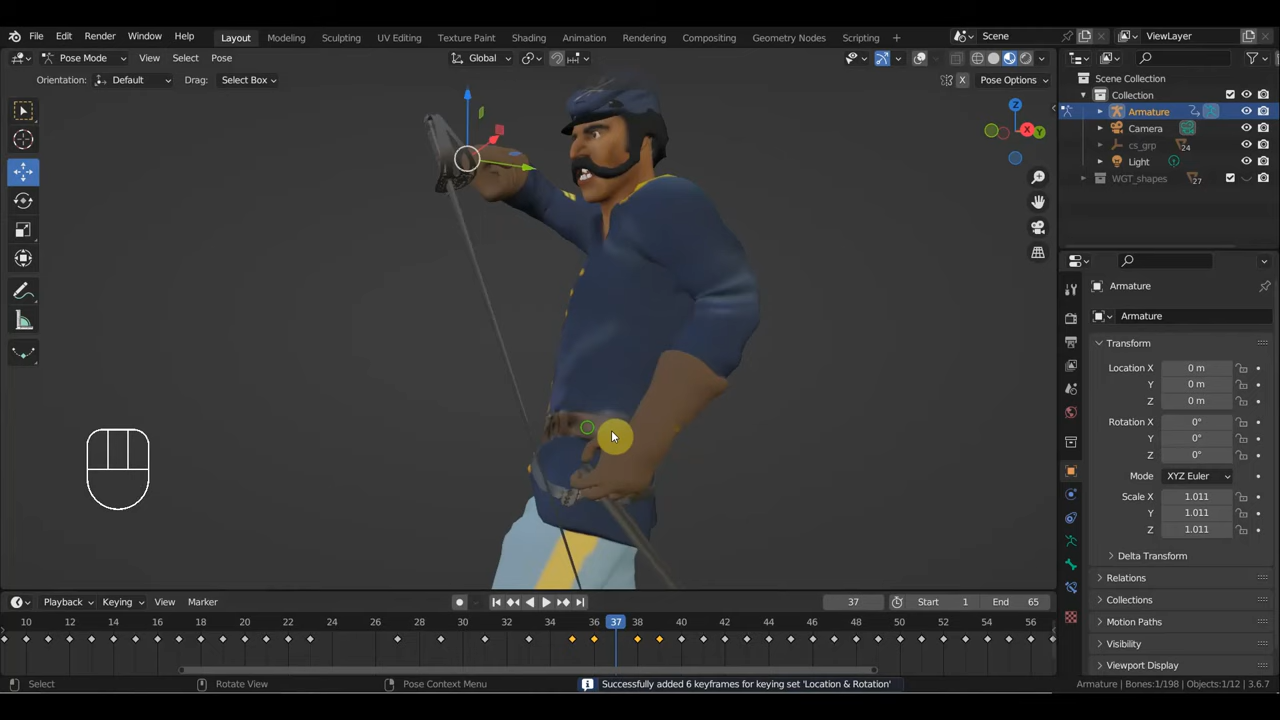 File Edit Render Window Help Layout Modeling Sculpting UV Editing Texture Paint Shading Animation Rendering Geometry Nodes Scripting + Scene ViewLayer
Pose Mode View Select Pose Global
Orientation: Default Drag: Select Box X Pose Options
Scene Collection
Collection
Armature
Camera
cs_grp 24
Light
WGT_shapes 27
Z
X
Y
Armature
Armature
Transform
Location X 0 m
Y 0 m
Z 0 m
Rotation X 0°
Y 0°
Z 0°
Mode XYZ Euler
Scale X 1.011
Y 1.011
Z 1.011
Delta Transform
Relations
Collections
Motion Paths
Visibility
Viewport Display
Playback Keying View Marker 37 Start 1 End 65
10 12 14 16 18 20 22 24 26 28 30 32 34 36 37 38 40 42 44 46 48 50 52 54 56
Select Rotate View Pose Context Menu Successfully added 6 keyframes for keying set 'Location & Rotation' Armature | Bones:1/198 | Objects:1/12 | 3.6.7